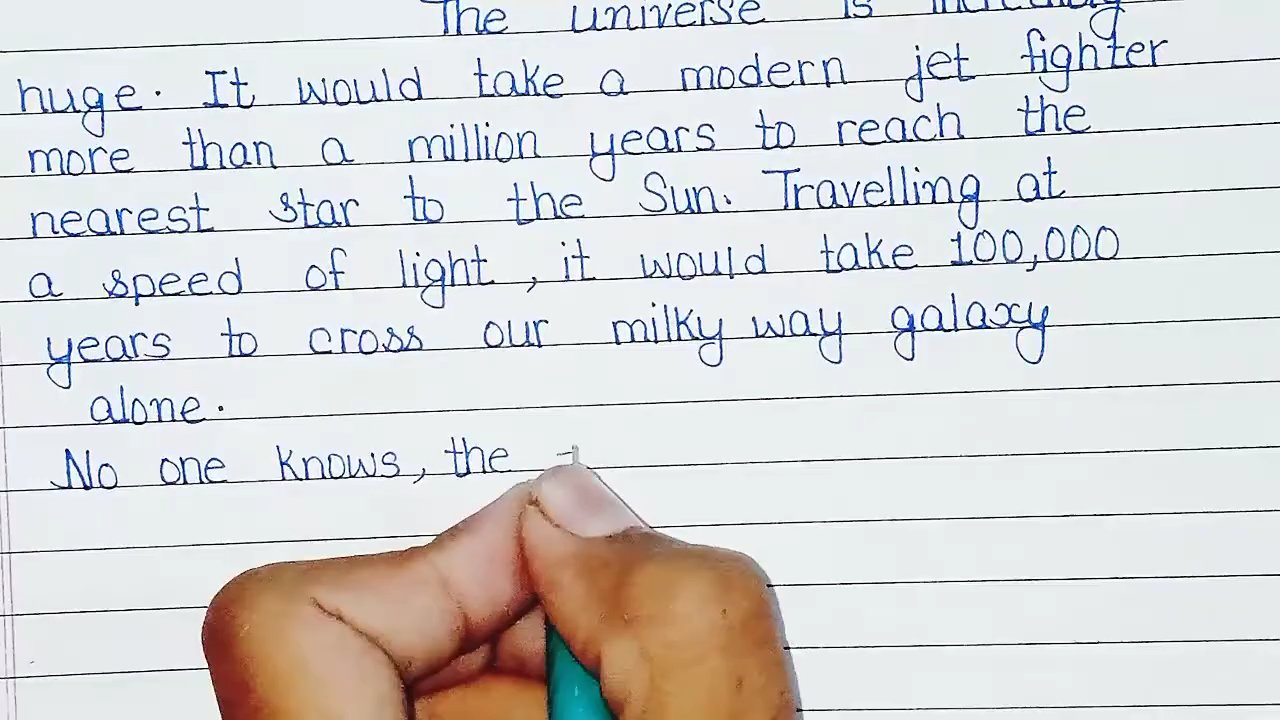 The universe is
huge. It would take a modern jet fighter
more than a million years to reach the
nearest star to the Sun. Travelling at
a speed of light, it would take 100,000
years to cross our milky way galaxy
alone.
No one knows, the